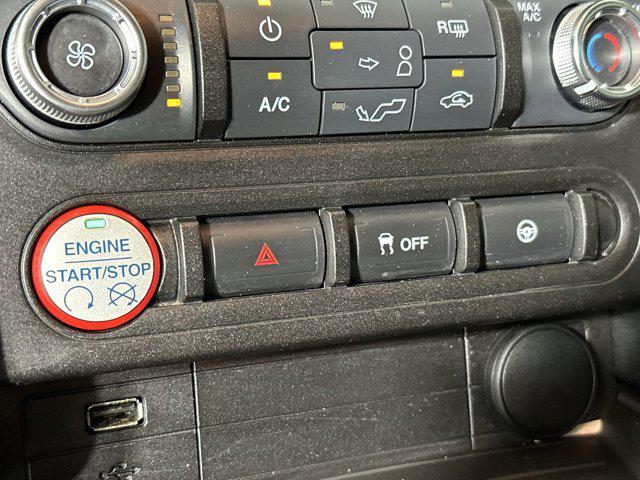 MAX
A/C
R
A/C
ENGINE
START/STOP
OFF